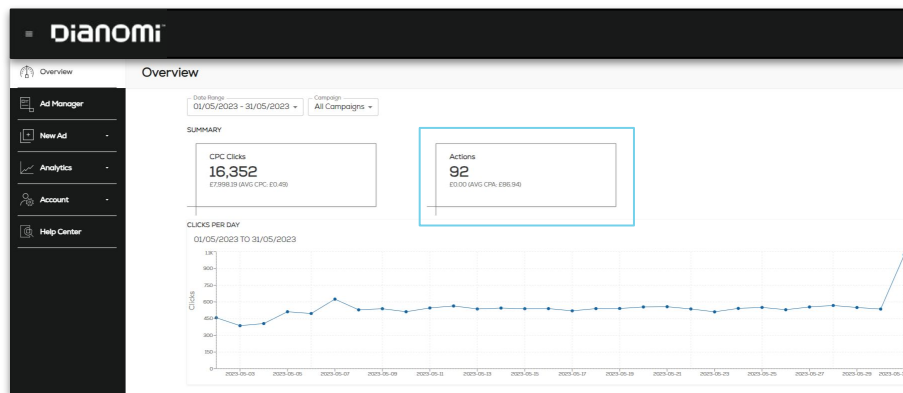 DIANOMI
Overview
Ad Manager
New Ad
Analytics
Account
Help Center
Overview
Date Range
01/05/2023 - 31/05/2023
Campaign
All Campaigns
SUMMARY
CPC Clicks
16,352
£7,998.19 (AVG CPC: £0.49)
Actions
92
£0.00 (AVG CPA: £86.94)
CLICKS PER DAY
01/05/2023 TO 31/05/2023
Clicks
900
750
600
450
300
150
0
2023-05-03
2023-05-05
2023-05-07
2023-05-09
2023-05-11
2023-05-13
2023-05-15
2023-05-17
2023-05-19
2023-05-21
2023-05-23
2023-05-25
2023-05-27
2023-05-29